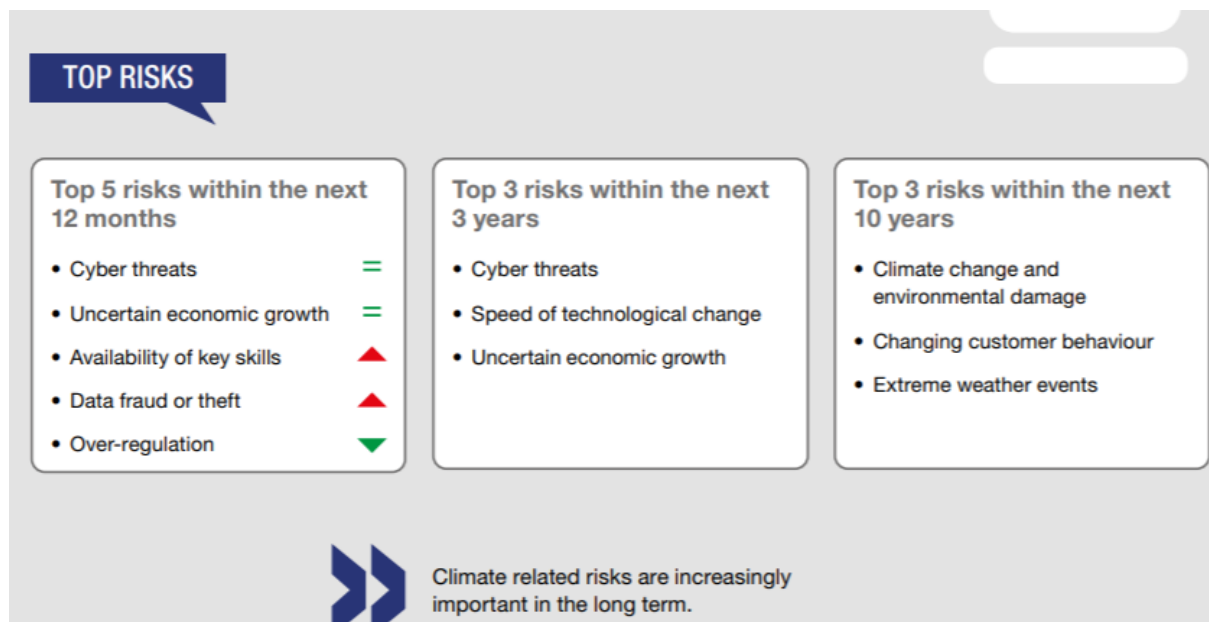 TOP RISKS
Top 5 risks within the next
12 months
• Cyber threats =
• Uncertain economic growth =
• Availability of key skills ▲
• Data fraud or theft ▲
• Over-regulation ▼
Top 3 risks within the next
3 years
• Cyber threats
• Speed of technological change
• Uncertain economic growth
Top 3 risks within the next
10 years
• Climate change and
environmental damage
• Changing customer behaviour
• Extreme weather events
Climate related risks are increasingly
important in the long term.